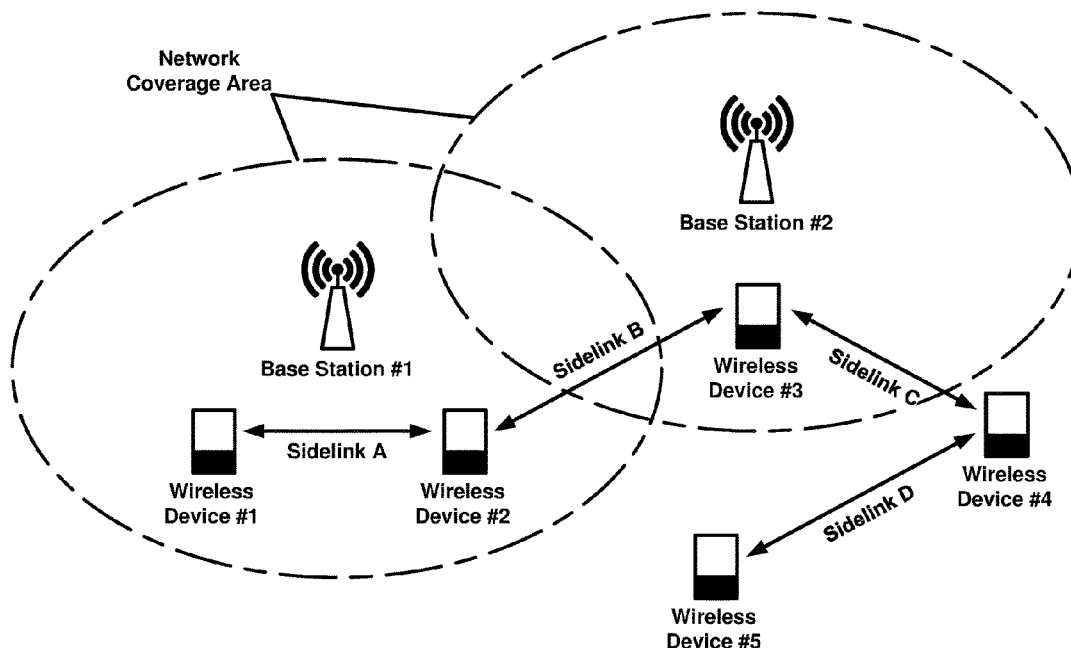 Network
Coverage Area
Base Station #2
Base Station #1
Sidelink B
Wireless
Device #3
Sidelink C
Sidelink A
Wireless
Device #1
Wireless
Device #2
Wireless
Device #4
Sidelink D
Wireless
Device #5